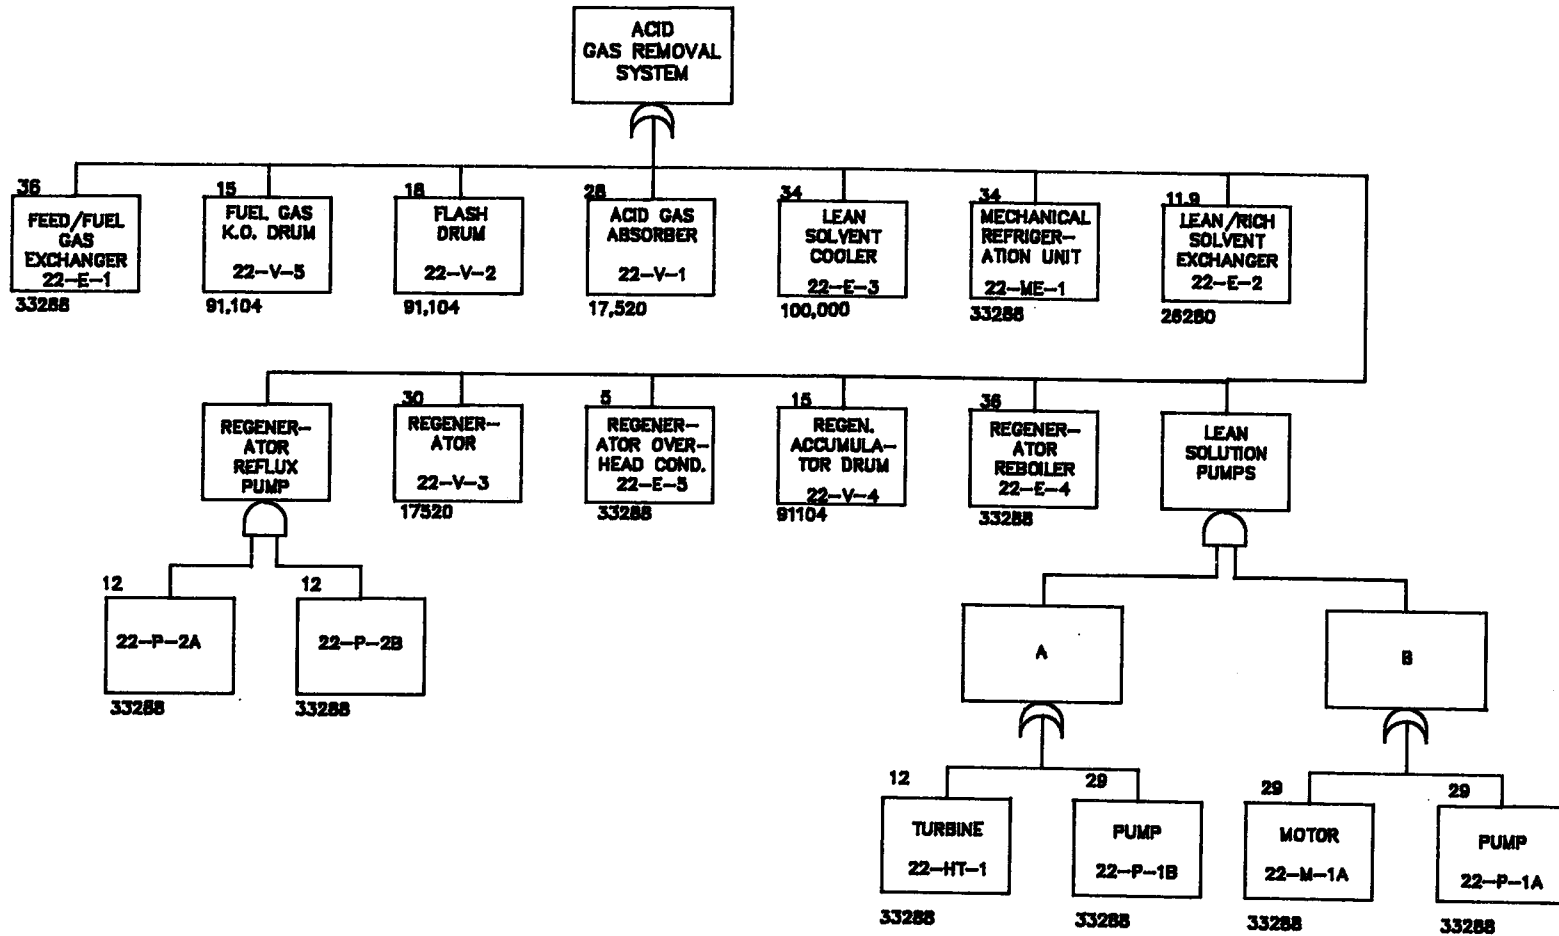 ACID
GAS REMOVAL
SYSTEM
36
FEED/FUEL
GAS
EXCHANGER
22-E-1
33288
15
FUEL GAS
K.O. DRUM
22-V-5
91,104
18
FLASH
DRUM
22-V-2
91,104
28
ACID GAS
ABSORBER
22-V-1
17,520
34
LEAN
SOLVENT
COOLER
22-E-3
100,000
34
MECHANICAL
REFRIGER-
ATION UNIT
22-ME-1
33288
11.9
LEAN/RICH
SOLVENT
EXCHANGER
22-E-2
26280
REGENER-
ATOR
REFLUX
PUMP
30
REGENER-
ATOR
22-V-3
17520
5
REGENER-
ATOR OVER-
HEAD COND.
22-E-5
33288
15
REGEN.
ACCUMULA-
TOR DRUM
22-V-4
91104
36
REGENER-
ATOR
REBOILER
22-E-4
33288
LEAN
SOLUTION
PUMPS
12
22-P-2A
33288
12
22-P-2B
33288
A
B
12
TURBINE
22-HT-1
33288
29
PUMP
22-P-1B
33288
29
MOTOR
22-M-1A
33288
29
PUMP
22-P-1A
33288